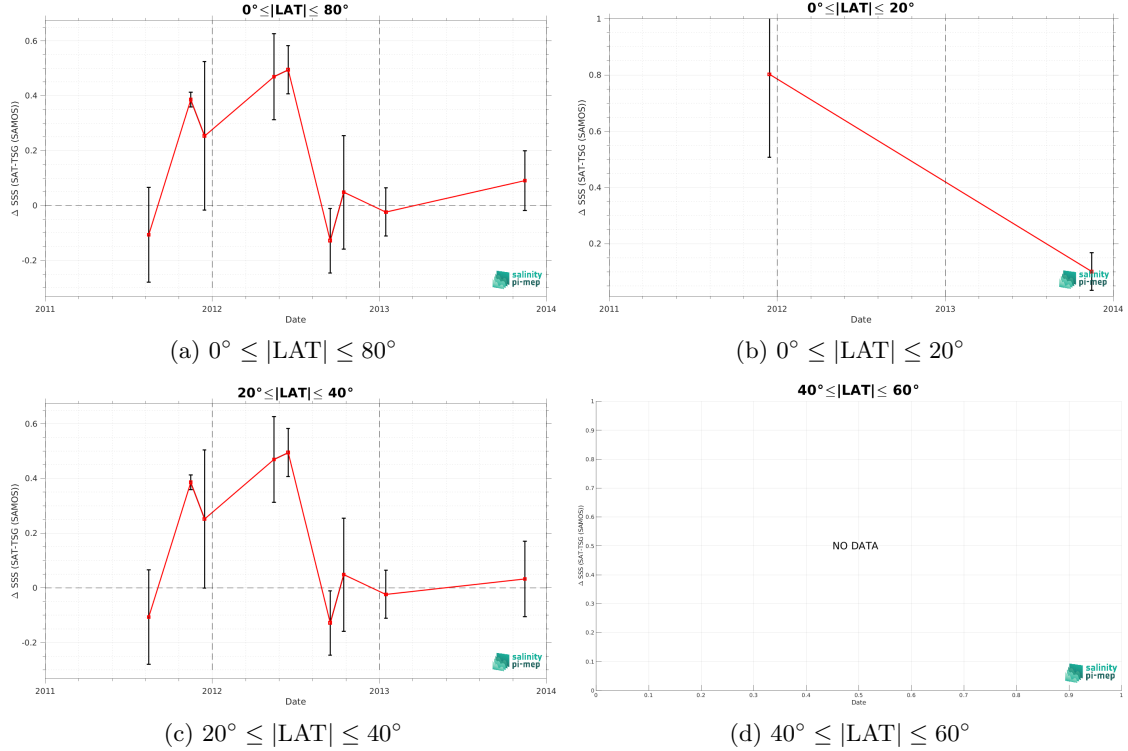 0°≤|LAT|≤ 80°
Δ SSS (SAT-TSG (SAMOS))
0.6
0.4
0.2
0
-0.2
2011
2012
2013
2014
Date
salinity
pi-mep
(a) 0° ≤ |LAT| ≤ 80°
0°≤|LAT|≤ 20°
Δ SSS (SAT-TSG (SAMOS))
1
0.8
0.6
0.4
0.2
2011
2012
2013
2014
Date
salinity
pi-mep
(b) 0° ≤ |LAT| ≤ 20°
20°≤|LAT|≤ 40°
Δ SSS (SAT-TSG (SAMOS))
0.6
0.4
0.2
0
-0.2
2011
2012
2013
2014
Date
salinity
pi-mep
(c) 20° ≤ |LAT| ≤ 40°
40°≤|LAT|≤ 60°
Δ SSS (SAT-TSG (SAMOS))
1
0.9
0.8
0.7
0.6
0.5
0.4
0.3
0.2
0.1
0
NO DATA
0
0.1
0.2
0.3
0.4
0.5
0.6
0.7
0.8
0.9
1
Date
salinity
pi-mep
(d) 40° ≤ |LAT| ≤ 60°